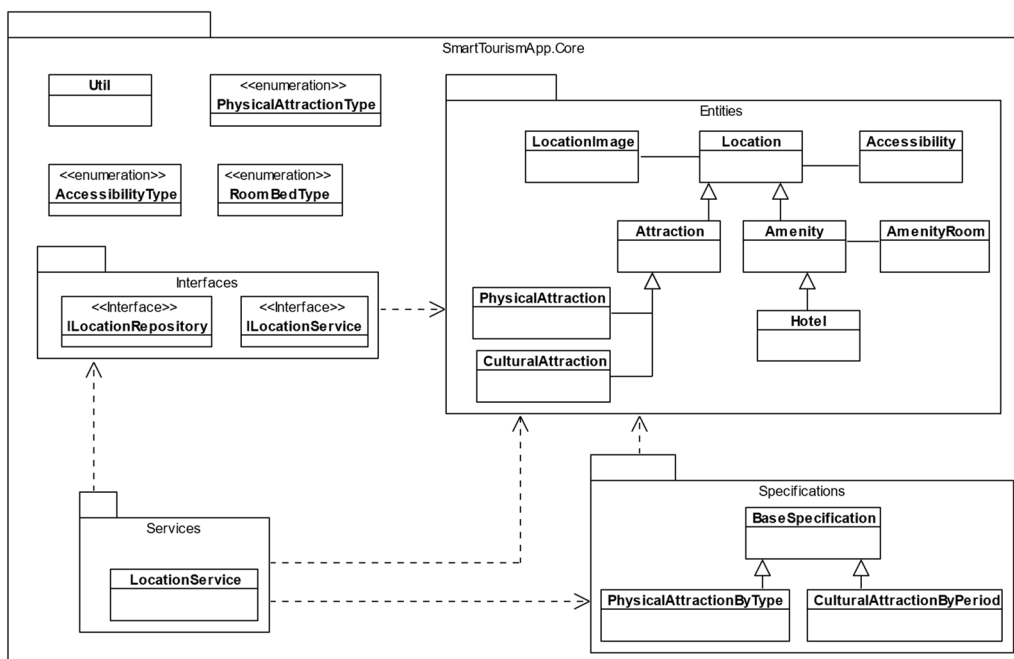 SmartTourismApp.Core
Util
<<enumeration>>
PhysicalAttractionType
<<enumeration>>
AccessibilityType
<<enumeration>>
RoomBedType
Entities
LocationImage
Location
Accessibility
Attraction
Amenity
AmenityRoom
PhysicalAttraction
Hotel
CulturalAttraction
Interfaces
<<Interface>>
ILocationRepository
<<Interface>>
ILocationService
Services
LocationService
Specifications
BaseSpecification
PhysicalAttractionByType
CulturalAttractionByPeriod